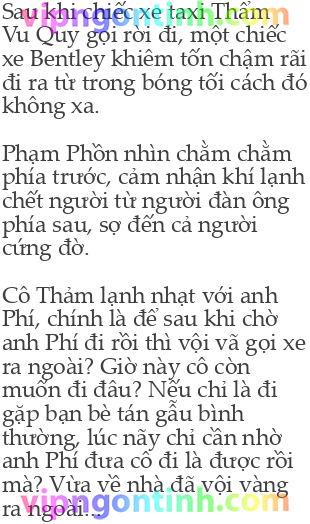 Sau khi chiếc xe taxi Thẩm
Vu Quy gọi rời đi, một chiếc
xe Bentley khiêm tốn chậm rãi
đi ra từ trong bóng tối cách đó
không xa.
Phạm Phồn nhìn chằm chằm
phía trước, cảm nhận khí lạnh
chết người từ người đàn ông
phía sau, sợ đến cả người
cứng đờ.
Cô Thẩm lạnh nhạt với anh
Phí, chính là để sau khi chờ
anh Phí đi rồi thì vội vã gọi xe
ra ngoài? Giờ này cô còn
muốn đi đâu? Nếu chỉ là đi
gặp bạn bè tán gẫu bình
thường, lúc nãy chỉ cần nhờ
anh Phí đưa cô đi là được rồi
mà? Vừa về nhà đã vội vàng
ra ngoài...
vipngontinh.com
vipngontinh.com